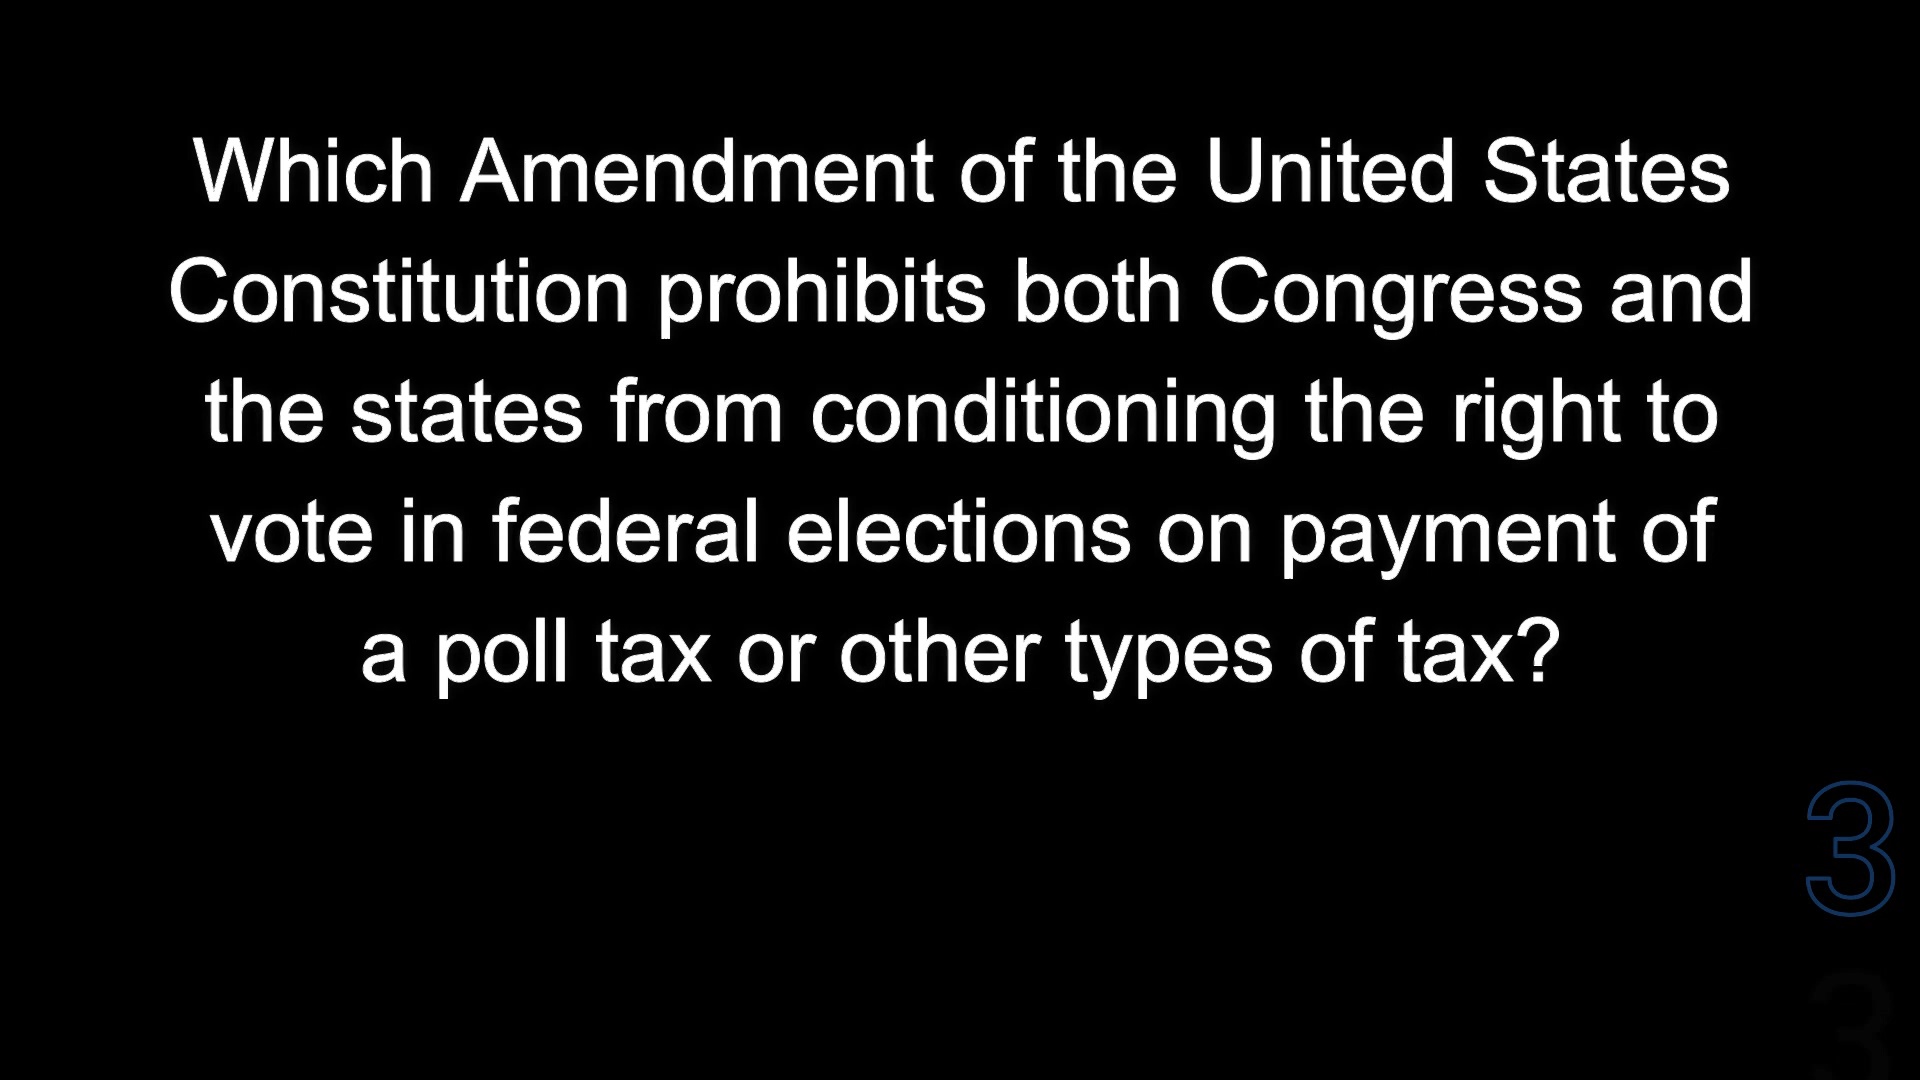 Which Amendment of the United States
Constitution prohibits both Congress and
the states from conditioning the right to
vote in federal elections on payment of
a poll tax or other types of tax?
3
3